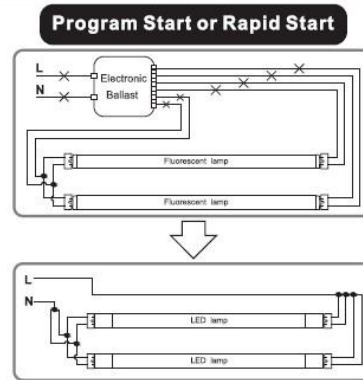 Program Start or Rapid Start
L
N
Electronic
Ballast
Fluorescent lamp
Fluorescent lamp
L
N
LED lamp
LED lamp